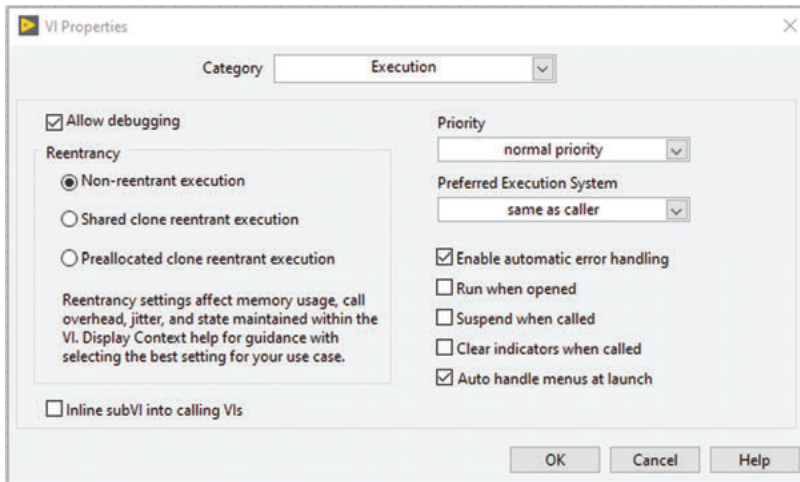 VI Properties
Category
Execution
Allow debugging
Reentrancy
Non-reentrant execution
Shared clone reentrant execution
Preallocated clone reentrant execution
Reentrancy settings affect memory usage, call
overhead, jitter, and state maintained within the
VI. Display Context help for guidance with
selecting the best setting for your use case.
Inline subVI into calling VIs
Priority
normal priority
Preferred Execution System
same as caller
Enable automatic error handling
Run when opened
Suspend when called
Clear indicators when called
Auto handle menus at launch
OK
Cancel
Help